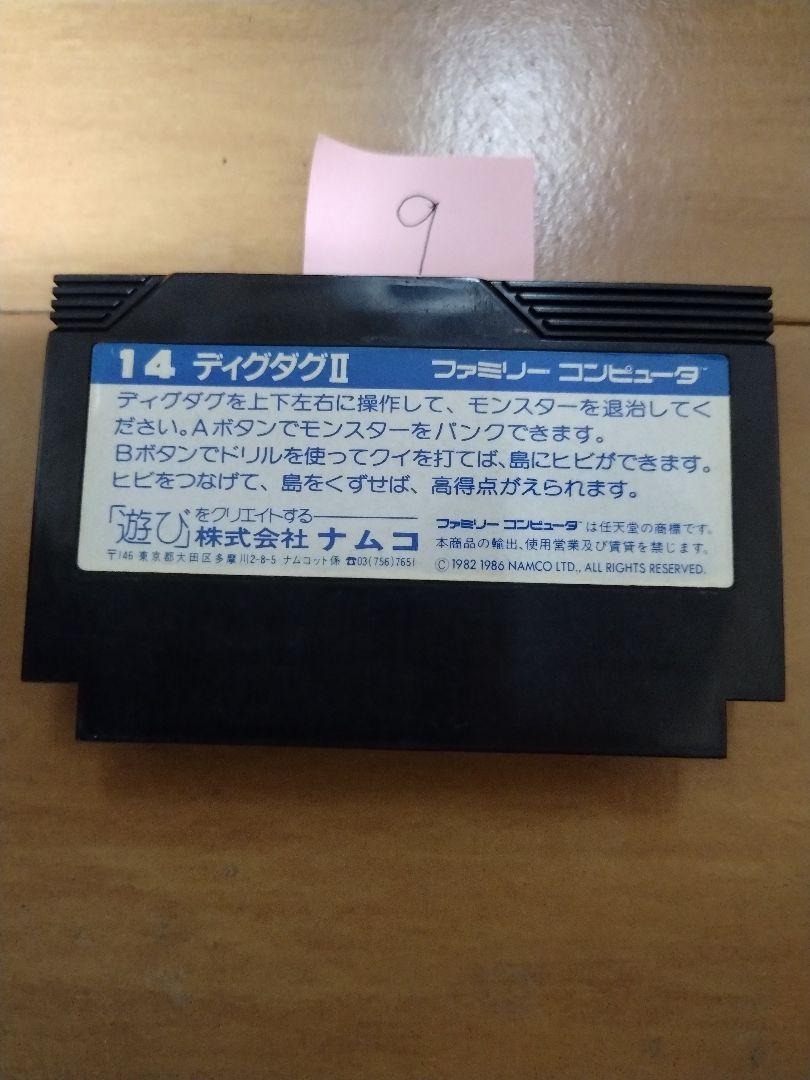 9
14 ディグダグII ファミリー コンピュータ™
ディグダグを上下左右に操作して、モンスターを退治してく
ださい。Aボタンでモンスターをパンクできます。
Bボタンでドリルを使ってクイを打てば、島にヒビができます。
ヒビをつなげて、島をくずせば、高得点がえられます。
「遊び」をクリエイトする
株式会社 ナムコ
〒146 東京都大田区多摩川2-8-5 ナムコット係 ☎03(756)7651
ファミリー コンピュータ™は任天堂の商標です。
本商品の輸出、使用営業及び賃貸を禁じます。
©1982 1986 NAMCO LTD., ALL RIGHTS RESERVED.